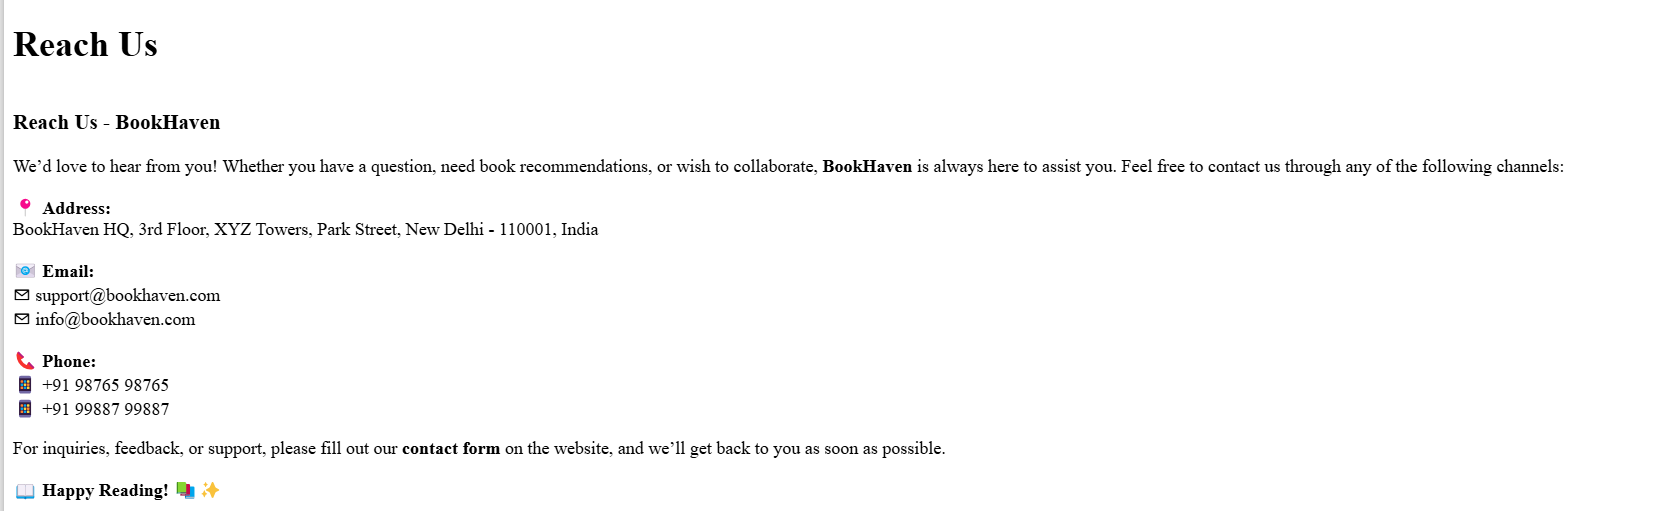 Reach Us
Reach Us - BookHaven
We’d love to hear from you! Whether you have a question, need book recommendations, or wish to collaborate, BookHaven is always here to assist you. Feel free to contact us through any of the following channels:
📍 Address:
BookHaven HQ, 3rd Floor, XYZ Towers, Park Street, New Delhi - 110001, India
📧 Email:
✉ support@bookhaven.com
✉ info@bookhaven.com
📞 Phone:
📱 +91 98765 98765
📱 +91 99887 99887
For inquiries, feedback, or support, please fill out our contact form on the website, and we’ll get back to you as soon as possible.
📖 Happy Reading! 📚✨